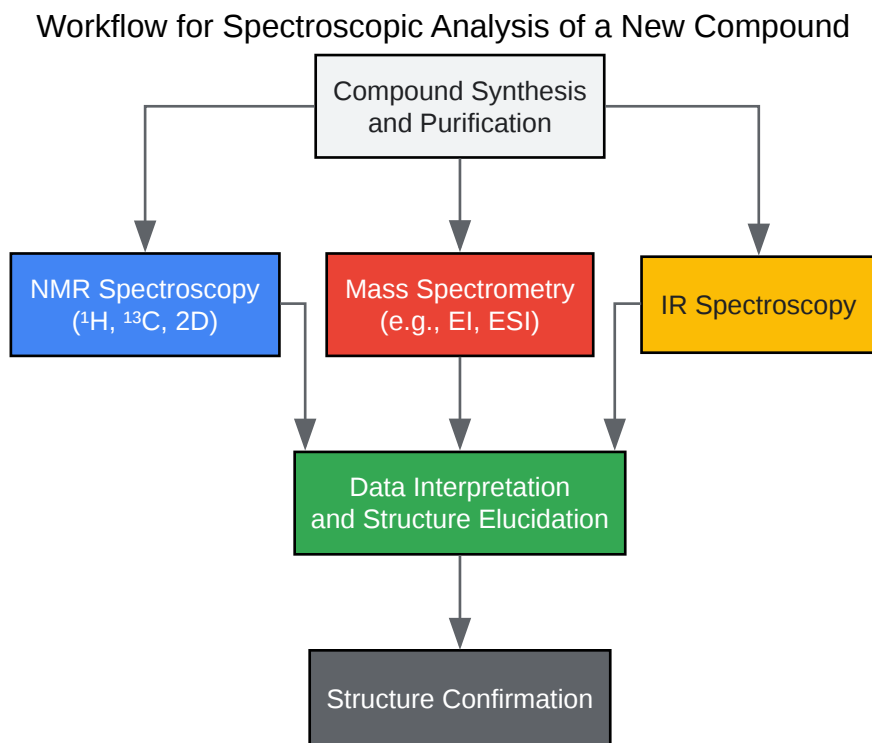 Workflow for Spectroscopic Analysis of a New Compound
Compound Synthesis
and Purification
NMR Spectroscopy
(¹H, ¹³C, 2D)
Mass Spectrometry
(e.g., EI, ESI)
IR Spectroscopy
Data Interpretation
and Structure Elucidation
Structure Confirmation